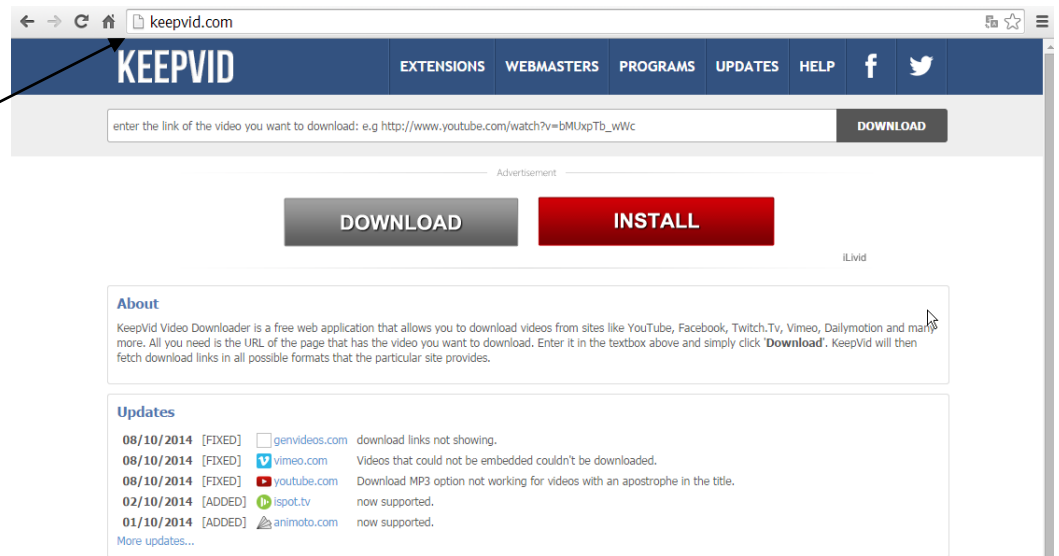 keepvid.com
KEEPVID EXTENSIONS WEBMASTERS PROGRAMS UPDATES HELP
enter the link of the video you want to download: e.g http://www.youtube.com/watch?v=bMUxpTb_wWc DOWNLOAD
Advertisement
DOWNLOAD INSTALL
iLivid
About
KeepVid Video Downloader is a free web application that allows you to download videos from sites like YouTube, Facebook, Twitch.Tv, Vimeo, Dailymotion and many
more. All you need is the URL of the page that has the video you want to download. Enter it in the textbox above and simply click 'Download'. KeepVid will then
fetch download links in all possible formats that the particular site provides.
Updates
08/10/2014 [FIXED] genvideos.com download links not showing.
08/10/2014 [FIXED] vimeo.com Videos that could not be embedded couldn't be downloaded.
08/10/2014 [FIXED] youtube.com Download MP3 option not working for videos with an apostrophe in the title.
02/10/2014 [ADDED] ispot.tv now supported.
01/10/2014 [ADDED] animoto.com now supported.
More updates...